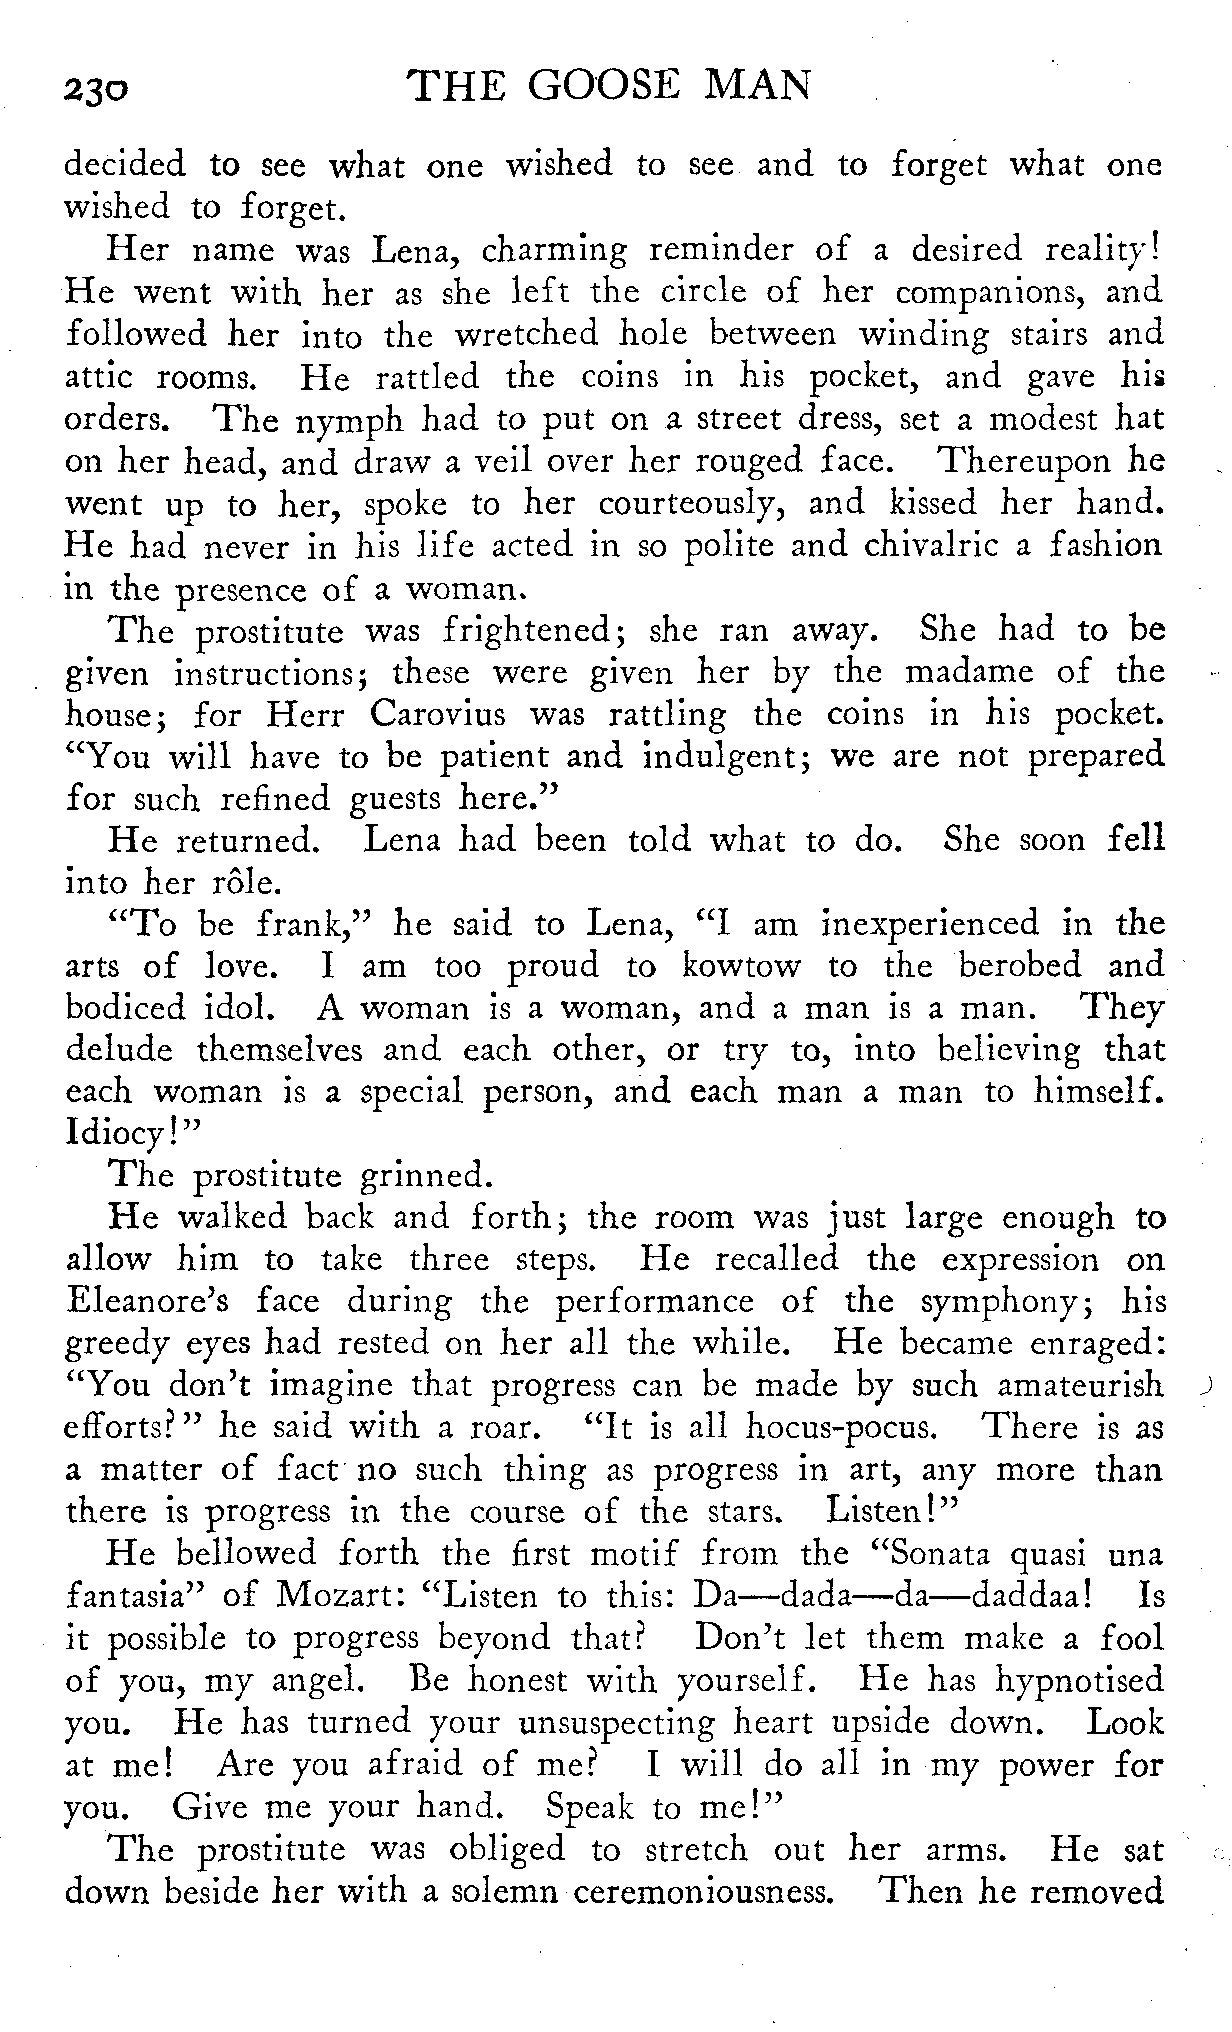 230 THE GOOSE MAN
decided to see what one wished to see and to forget what one
wished to forget.
Her name was Lena, charming reminder of a desired reality!
He went with her as she left the circle of her companions, and
followed her into the wretched hole between winding stairs and
attic rooms. He rattled the coins in his pocket, and gave his
orders. The nymph had to put on a street dress, set a modest hat
on her head, and draw a veil over her rouged face. Thereupon he
went up to her, spoke to her courteously, and kissed her hand.
He had never in his life acted in so polite and chivalric a fashion
in the presence of a woman.
The prostitute was frightened; she ran away. She had to be
given instructions; these were given her by the madame of the
house; for Herr Carovius was rattling the coins in his pocket.
“You will have to be patient and indulgent; we are not prepared
for such refined guests here.”
He returned. Lena had been told what to do. She soon fell
into her rôle.
“To be frank,” he said to Lena, “I am inexperienced in the
arts of love. I am too proud to kowtow to the berobed and
bodiced idol. A woman is a woman, and a man is a man. They
delude themselves and each other, or try to, into believing that
each woman is a special person, and each man a man to himself.
Idiocy!”
The prostitute grinned.
He walked back and forth; the room was just large enough to
allow him to take three steps. He recalled the expression on
Eleanore’s face during the performance of the symphony; his
greedy eyes had rested on her all the while. He became enraged:
“You don’t imagine that progress can be made by such amateurish
efforts?” he said with a roar. “It is all hocus-pocus. There is as
a matter of fact no such thing as progress in art, any more than
there is progress in the course of the stars. Listen!”
He bellowed forth the first motif from the “Sonata quasi una
fantasia” of Mozart: “Listen to this: Da—dada—da—daddaa! Is
it possible to progress beyond that? Don’t let them make a fool
of you, my angel. Be honest with yourself. He has hypnotised
you. He has turned your unsuspecting heart upside down. Look
at me! Are you afraid of me? I will do all in my power for
you. Give me your hand. Speak to me!”
The prostitute was obliged to stretch out her arms. He sat
down beside her with a solemn ceremoniousness. Then he removed